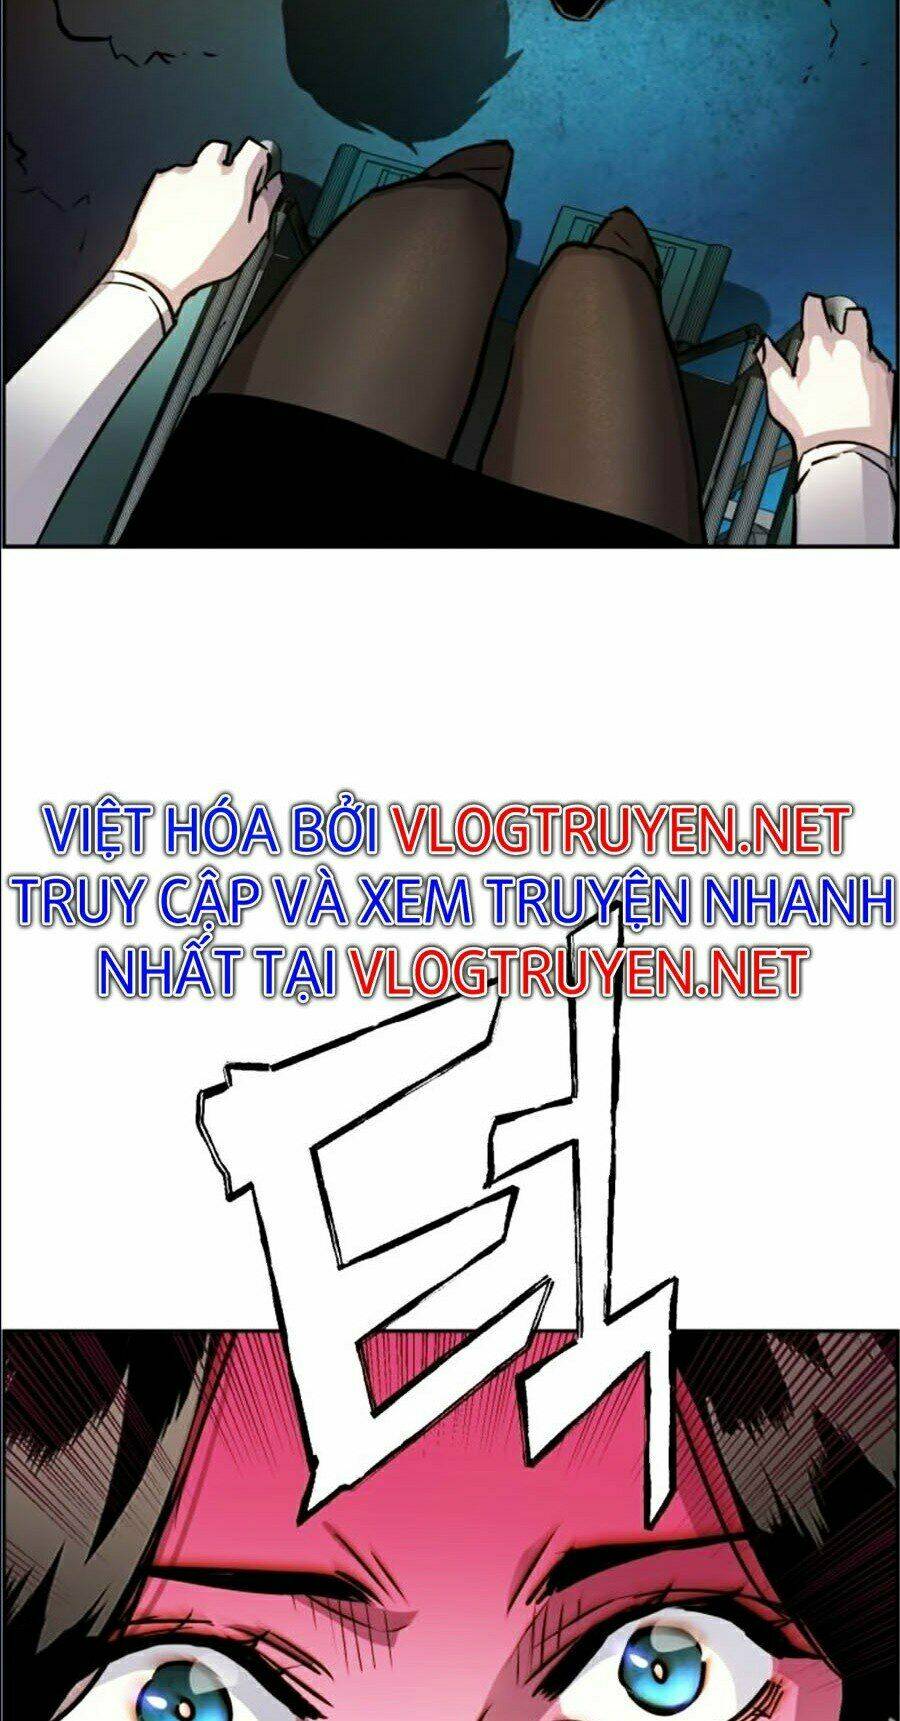 VIỆT HÓA BỞI VLOGTRUYEN.NET
TRUY CẬP VÀ XEM TRUYỆN NHANH
NHẤT TẠI VLOGTRUYEN.NET
턱